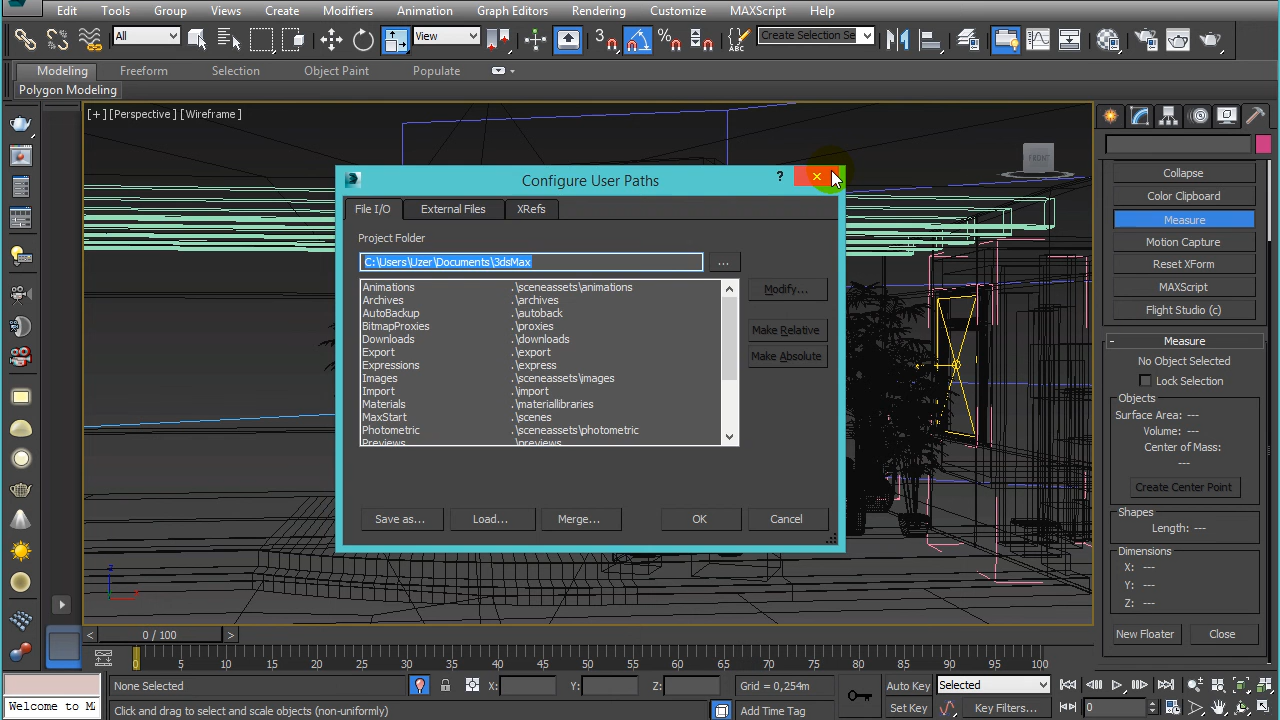 Edit Tools Group Views Create Modifiers Animation Graph Editors Rendering Customize MAXScript Help
All View Create Selection Se
Modeling Freeform Selection Object Paint Populate
Polygon Modeling
[+][Perspective][Wireframe]
FRONT
Configure User Paths
?
File I/O External Files XRefs
Project Folder
C:\Users\Uzer\Documents\3dsMax ...
Animations .\sceneassets\animations
Archives .\archives
AutoBackup .\autoback
BitmapProxies .\proxies
Downloads .\downloads
Export .\export
Expressions .\express
Images .\sceneassets\images
Import .\import
Materials .\materiallibraries
MaxStart .\scenes
Photometric .\sceneassets\photometric
Previews .\previews
Modify...
Make Relative
Make Absolute
Save as... Load... Merge... OK Cancel
Collapse
Color Clipboard
Measure
Motion Capture
Reset XForm
MAXScript
Flight Studio (c)
- Measure
No Object Selected
Lock Selection
Objects
Surface Area: ---
Volume: ---
Center of Mass:
---
Create Center Point
Shapes
Length: ---
Dimensions
X: ---
Y: ---
Z: ---
New Floater Close
< 0 / 100 >
0 5 10 15 20 25 30 35 40 45 50 55 60 65 70 75 80 85 90 95 100
None Selected X: Y: Z: Grid = 0,254m Auto Key Selected
Welcome to M Click and drag to select and scale objects (non-uniformly) Add Time Tag Set Key Key Filters... 0